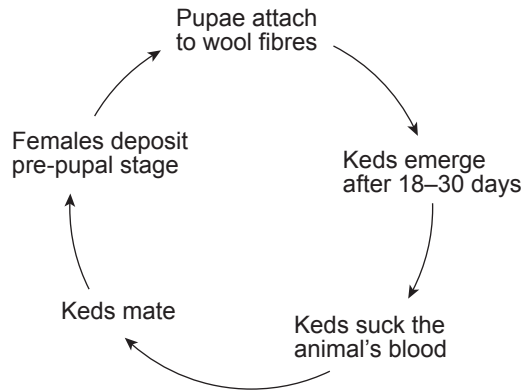 Pupae attach
to wool fibres
Keds emerge
after 18–30 days
Keds suck the
animal's blood
Keds mate
Females deposit
pre-pupal stage